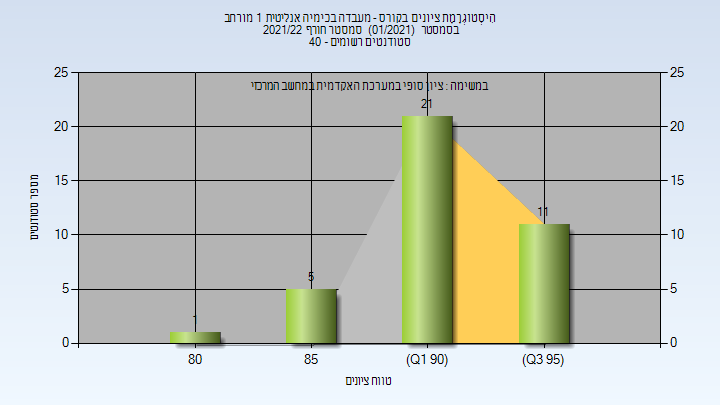 היסטוגרמת ציונים בקורס - מעבדה בכימיה אנליטית 1 מורחב
בסמסטר (01/2021) סמסטר חורף 2021/22
סטודנטים רשומים - 40
במשימה : ציון סופי במערכת האקדמית במחשב המרכזי
25 25
20 20
15 15
10 10
5 5
0 0
1
5
21
11
80 85 (Q1 90) (Q3 95)
מספר סטודנטים
טווח ציונים